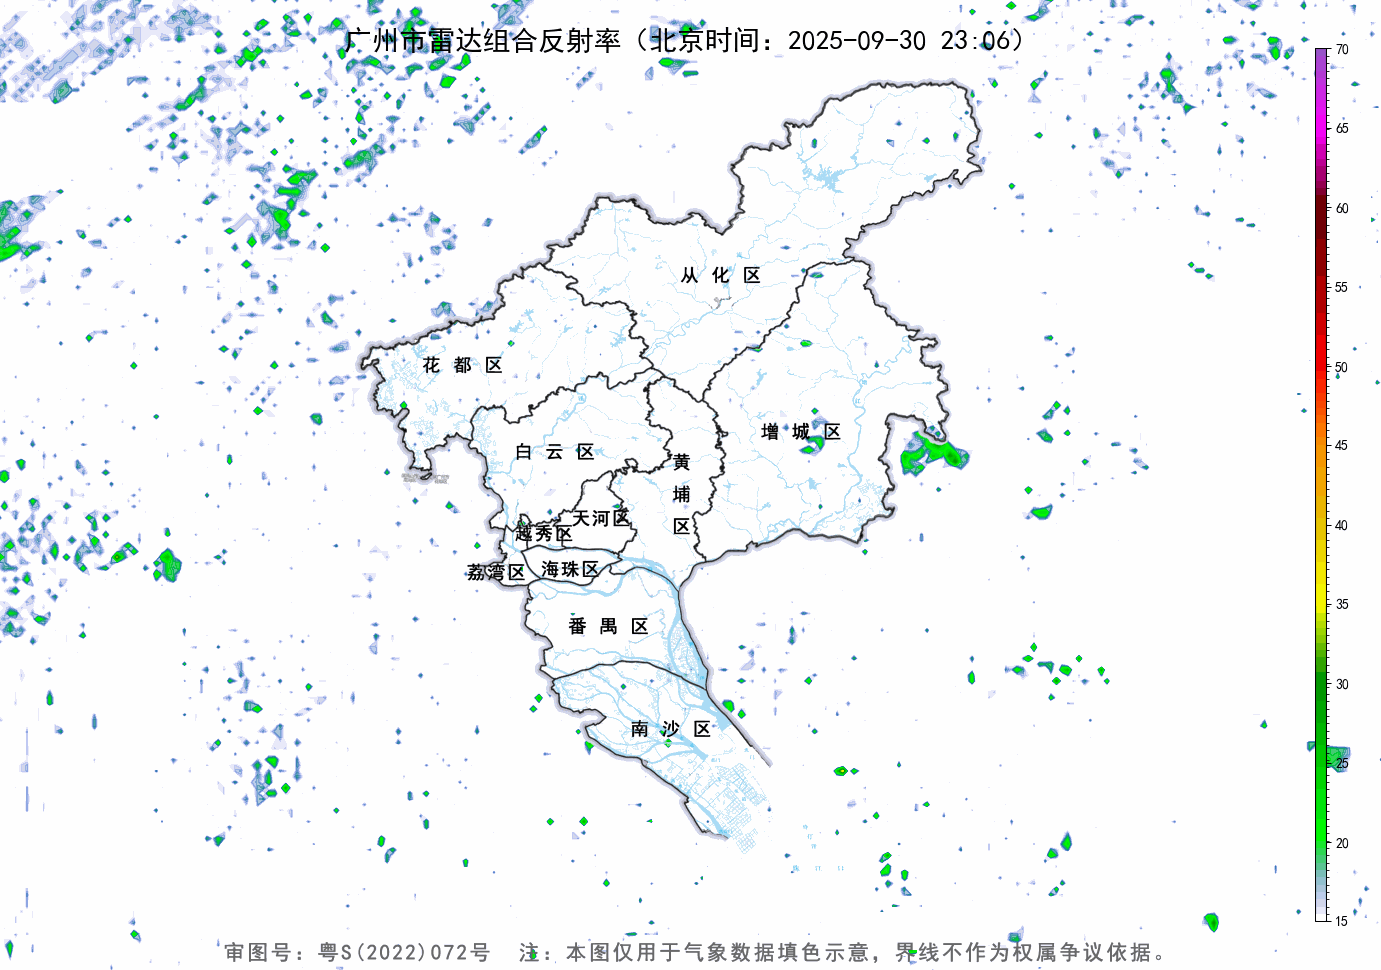 广州市雷达组合反射率（北京时间：2025-09-30 23:06）
70
65
60
55
50
45
40
35
30
25
20
15
从化区
花都区
增城区
白云区
黄埔区
天河区
越秀区
荔湾区
海珠区
番禺区
南沙区
审图号：粤S(2022)072号 注：本图仅用于气象数据填色示意，界线不作为权属争议依据。